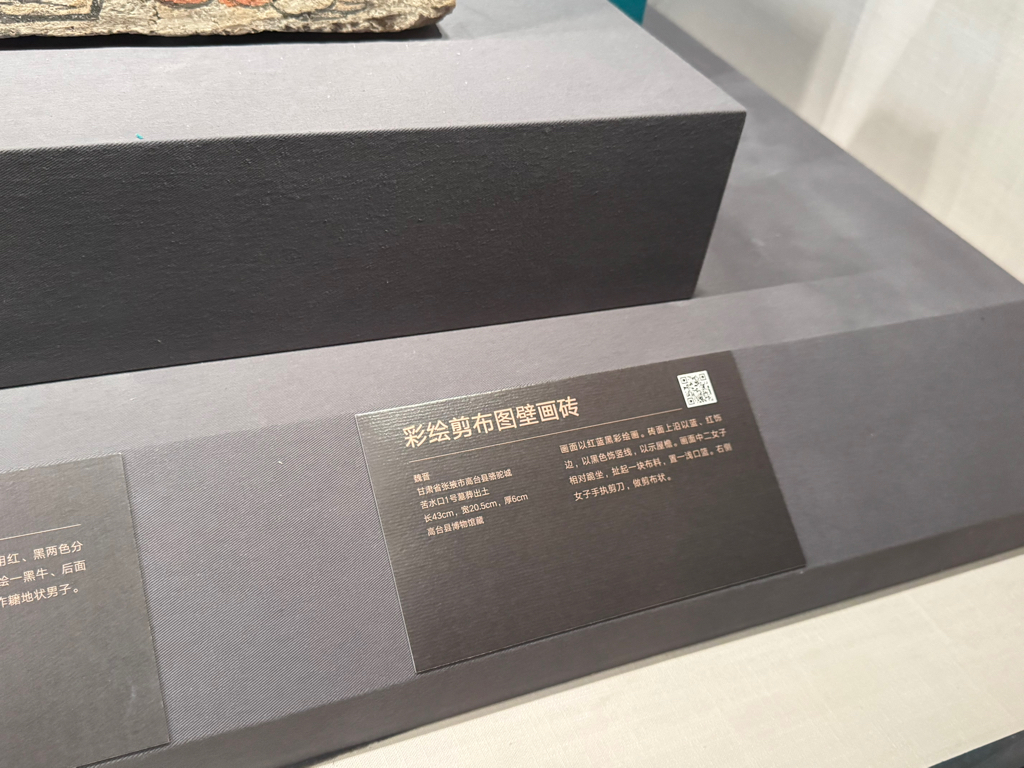 彩绘剪布图壁画砖
魏晋
甘肃省张掖市高台县骆驼城
苦水口1号墓葬出土
长43cm，宽20.5cm，厚6cm
高台县博物馆藏
画面以红蓝黑彩绘画。砖面上沿以蓝、红饰
边，以黑色饰竖线，以示屋檐。画面中二女子
相对跪坐，扯起一块布料，置一浅口篮。右侧
女子手执剪刀，做剪布状。
用红、黑两色分
绘一黑牛、后面
作耱地状男子。